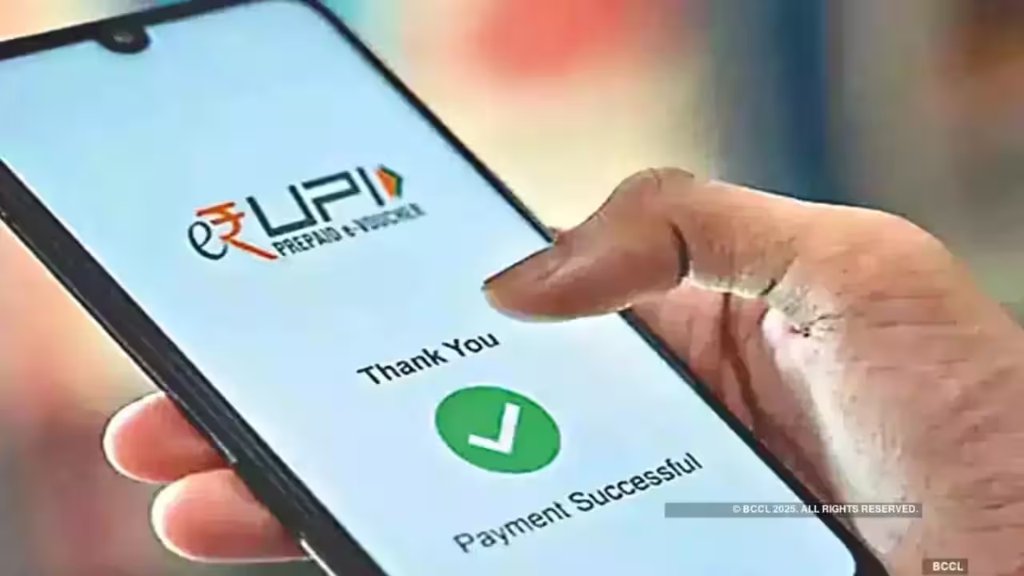 e₹UPI
PREPAID e-VOUCHER
Thank You
Payment Successful
© BCCL 2025. ALL RIGHTS RESERVED.
BCCL